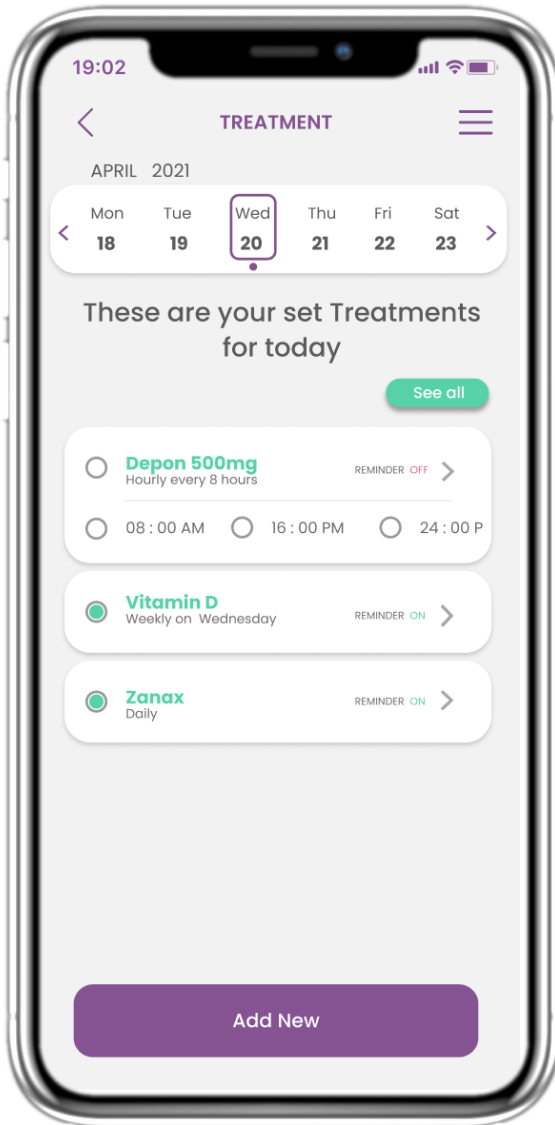 19:02
TREATMENT
APRIL 2021
Mon Tue Wed Thu Fri Sat
18 19 20 21 22 23
These are your set Treatments
for today
See all
Depon 500mg REMINDER OFF
Hourly every 8 hours
08 : 00 AM 16 : 00 PM 24 : 00 P
Vitamin D REMINDER ON
Weekly on Wednesday
Zanax REMINDER ON
Daily
Add New